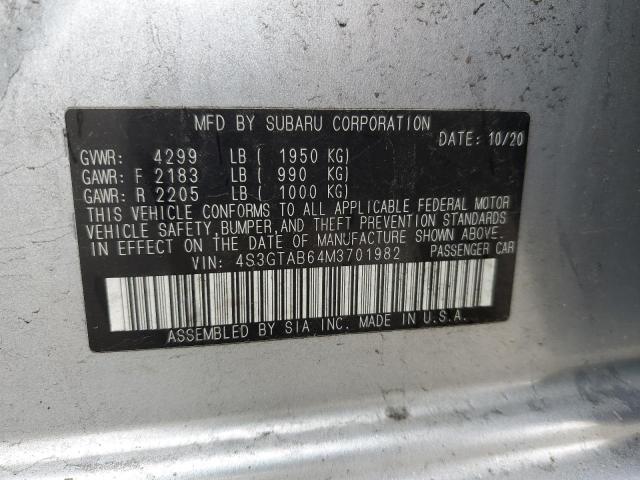 MFD BY SUBARU CORPORATION
DATE: 10/20
GVWR: 4299 LB ( 1950 KG)
GAWR: F 2183 LB ( 990 KG)
GAWR: R 2205 LB ( 1000 KG)
THIS VEHICLE CONFORMS TO ALL APPLICABLE FEDERAL MOTOR
VEHICLE SAFETY, BUMPER, AND THEFT PREVENTION STANDARDS
IN EFFECT ON THE DATE OF MANUFACTURE SHOWN ABOVE.
VIN: 4S3GTAB64M3701982 PASSENGER CAR
ASSEMBLED BY SIA INC. MADE IN U.S.A.